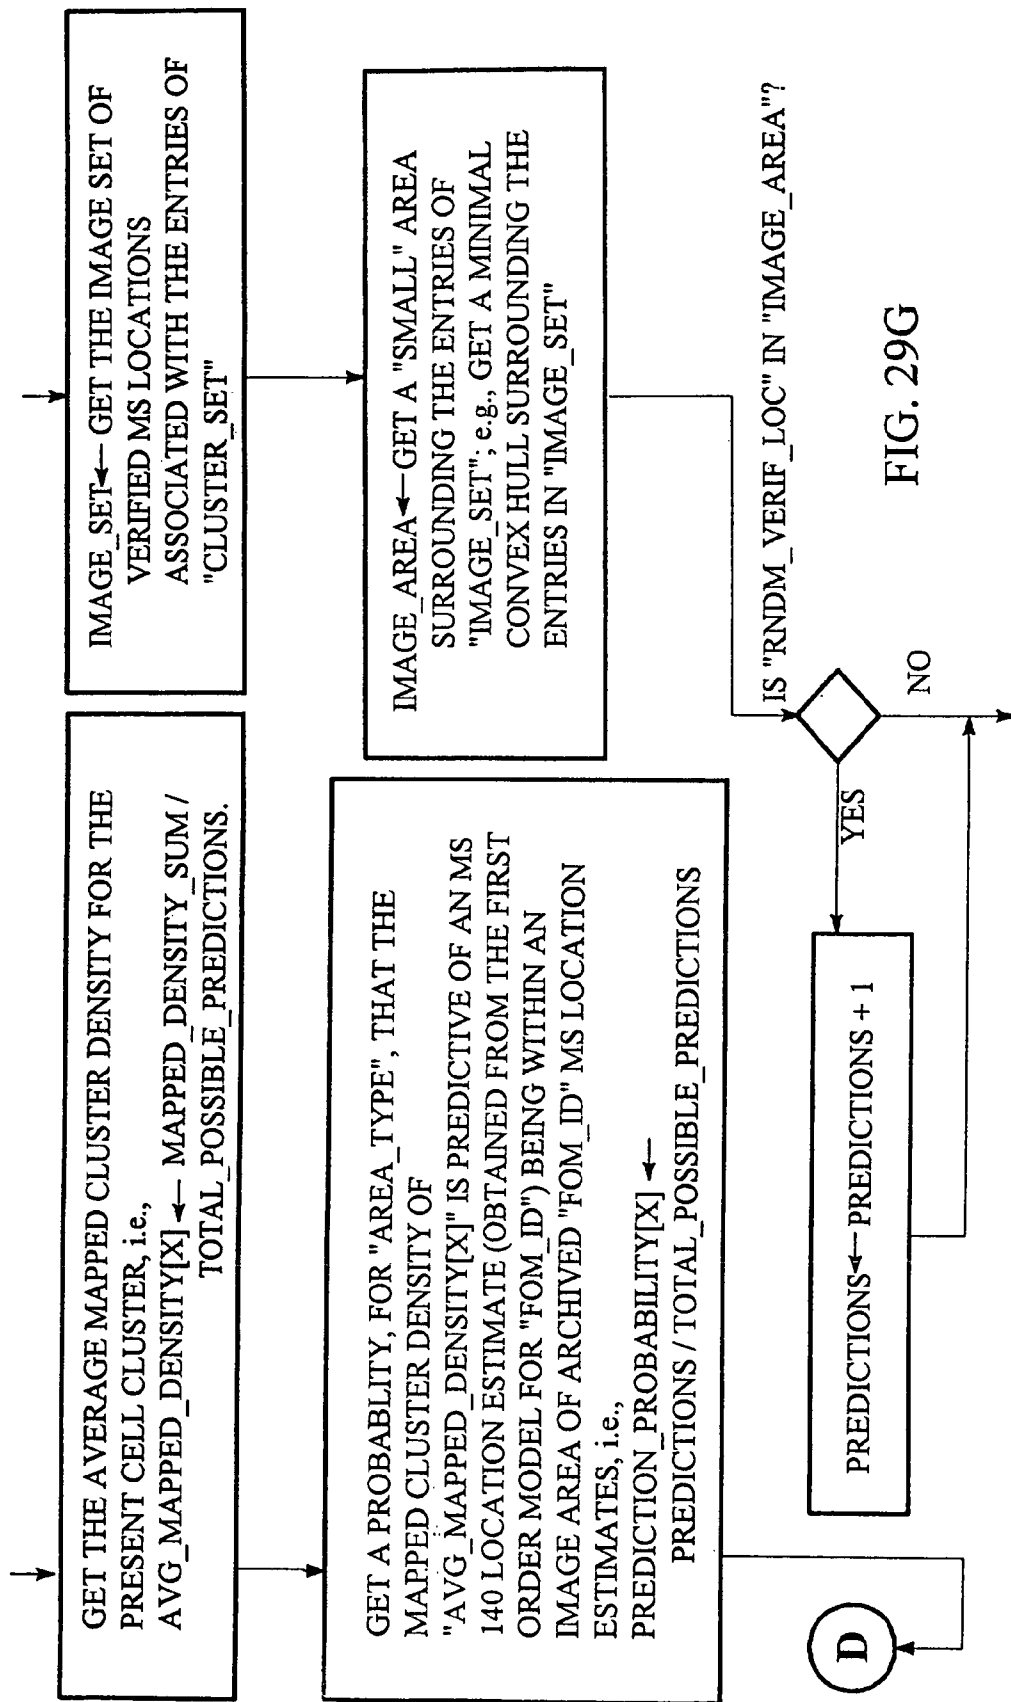 GET THE AVERAGE MAPPED CLUSTER DENSITY FOR THE
PRESENT CELL CLUSTER, i.e.,
AVG_MAPPED_DENSITY[X] ← MAPPED_DENSITY_SUM /
TOTAL_POSSIBLE_PREDICTIONS.
GET A PROBABLITY, FOR "AREA_TYPE", THAT THE
MAPPED CLUSTER DENSITY OF
"AVG_MAPPED_DENSITY[X]" IS PREDICTIVE OF AN MS
140 LOCATION ESTIMATE (OBTAINED FROM THE FIRST
ORDER MODEL FOR "FOM_ID") BEING WITHIN AN
IMAGE AREA OF ARCHIVED "FOM_ID" MS LOCATION
ESTIMATES, i.e.,
PREDICTION_PROBABILITY[X] ←
PREDICTIONS / TOTAL_POSSIBLE_PREDICTIONS
D
IMAGE_SET← GET THE IMAGE SET OF
VERIFIED MS LOCATIONS
ASSOCIATED WITH THE ENTRIES OF
"CLUSTER_SET"
IMAGE_AREA←GET A "SMALL" AREA
SURROUNDING THE ENTRIES OF
"IMAGE_SET"; e.g., GET A MINIMAL
CONVEX HULL SURROUNDING THE
ENTRIES IN "IMAGE_SET"
IS "RNDM_VERIF_LOC" IN "IMAGE_AREA"?
YES
NO
PREDICTIONS← PREDICTIONS + 1
FIG. 29G